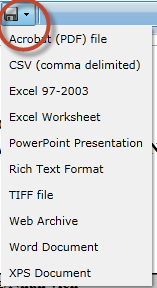 Acrobat (PDF) file
CSV (comma delimited)
Excel 97-2003
Excel Worksheet
PowerPoint Presentation
Rich Text Format
TIFF file
Web Archive
Word Document
XPS Document